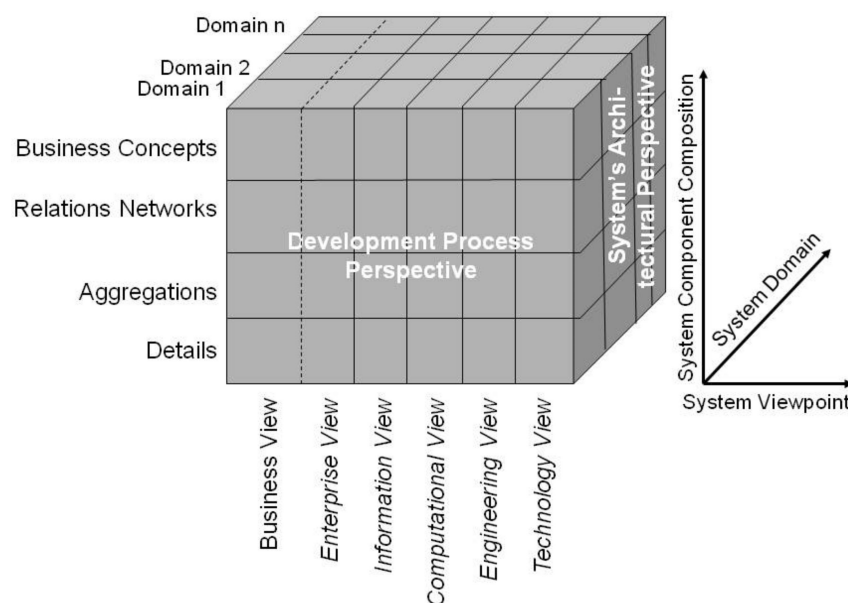 Domain n
Domain 2
Domain 1
Business Concepts
Relations Networks
Aggregations
Details
Development Process
Perspective
System's Archi-
tectural Perspective
System Component Composition
System Domain
System Viewpoint
Business View
Enterprise View
Information View
Computational View
Engineering View
Technology View